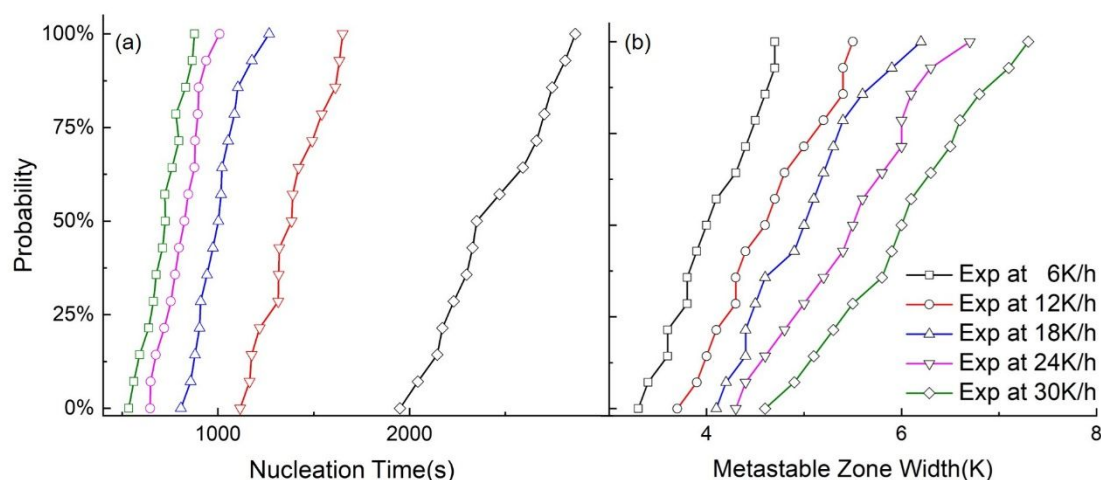 Probability
100%
75%
50%
25%
0%
(a)
1000
2000
Nucleation Time(s)
(b)
Exp at 6K/h
Exp at 12K/h
Exp at 18K/h
Exp at 24K/h
Exp at 30K/h
4
6
8
Metastable Zone Width(K)